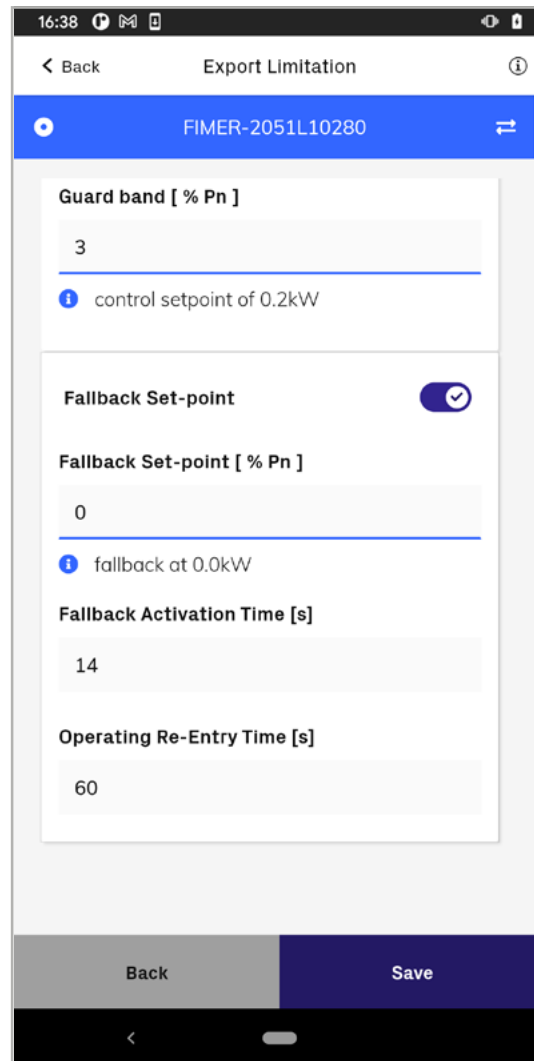 16:38
Back Export Limitation
FIMER-2051L10280
Guard band [ % Pn ]
3
control setpoint of 0.2kW
Fallback Set-point
Fallback Set-point [ % Pn ]
0
fallback at 0.0kW
Fallback Activation Time [s]
14
Operating Re-Entry Time [s]
60
Back Save